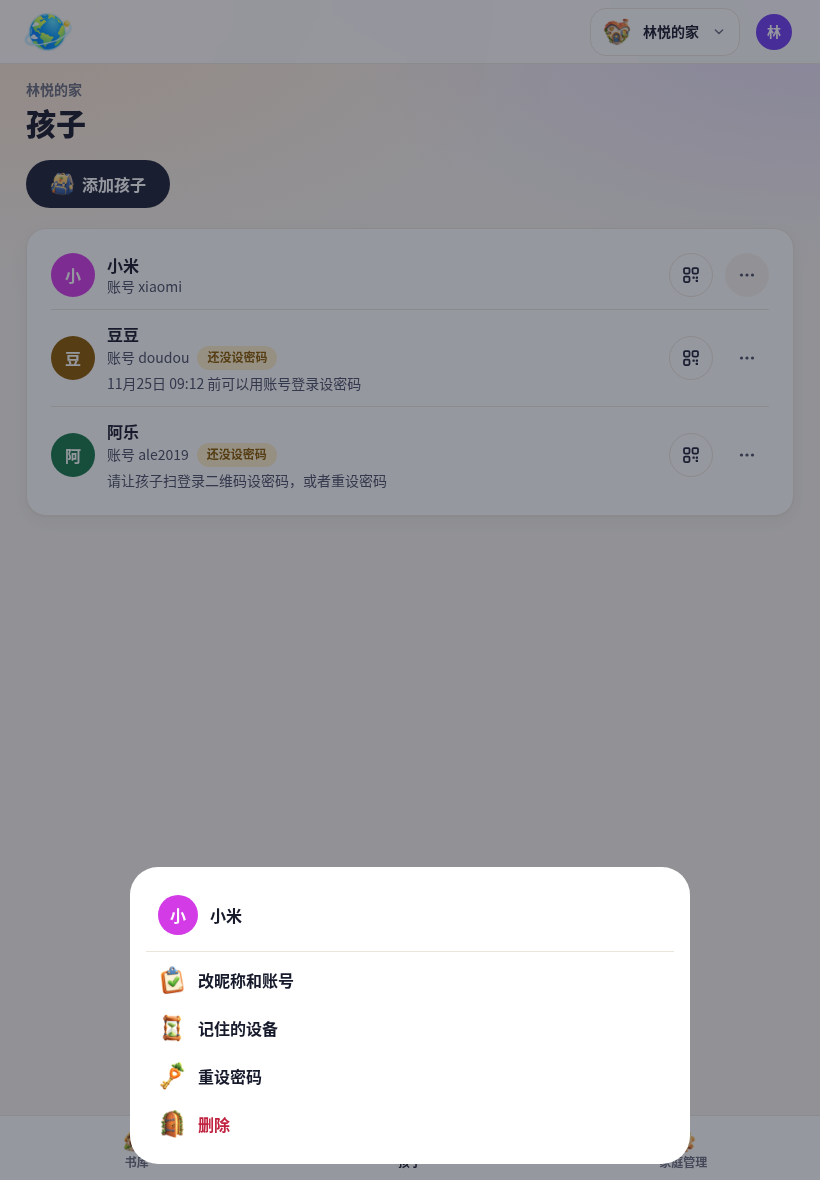 林悦的家
林
林悦的家
孩子
添加孩子
小
小米
账号 xiaomi
豆
豆豆
账号 doudou 还没设密码
11月25日 09:12 前可以用账号登录设密码
阿
阿乐
账号 ale2019 还没设密码
请让孩子扫登录二维码设密码，或者重设密码
小 小米
改昵称和账号
记住的设备
重设密码
删除
书库
孩子
家庭管理